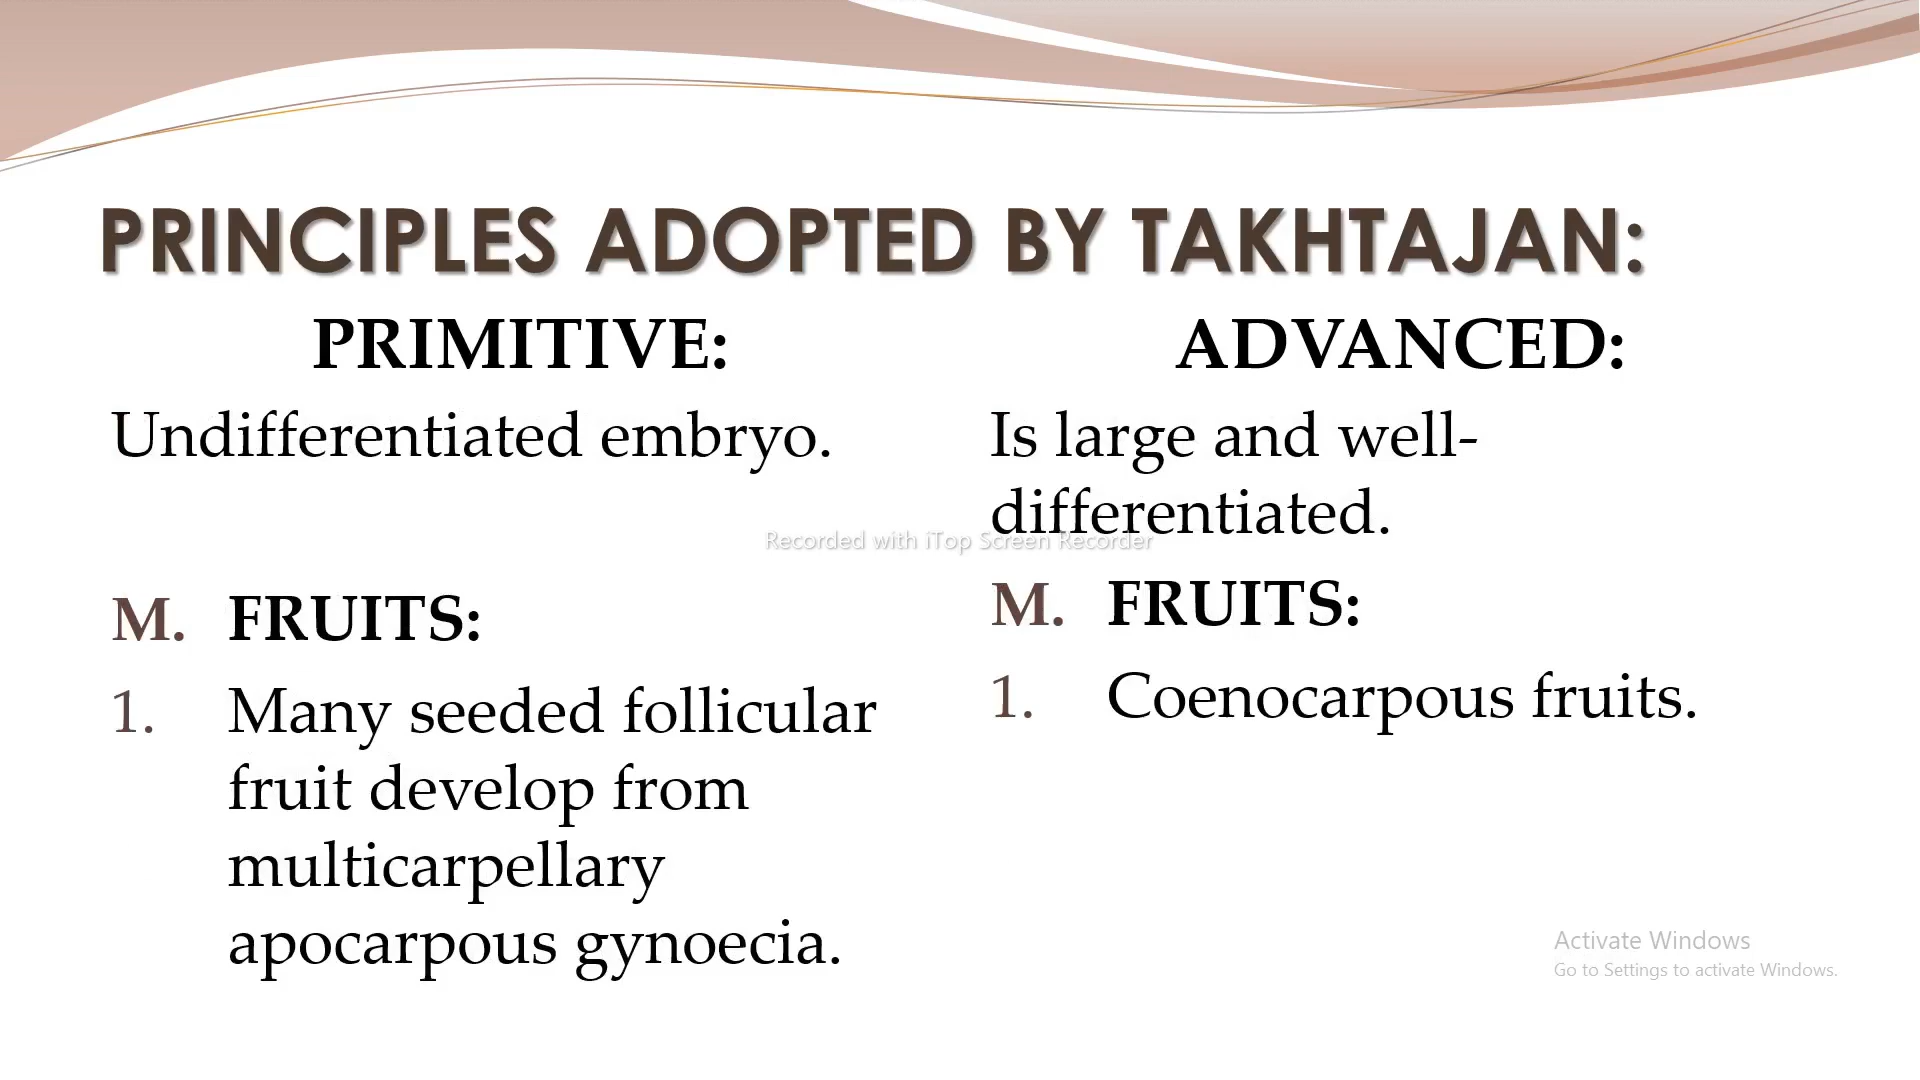 PRINCIPLES ADOPTED BY TAKHTAJAN:
PRIMITIVE:
Undifferentiated embryo.
M. FRUITS:
1. Many seeded follicular
fruit develop from
multicarpellary
apocarpous gynoecia.
ADVANCED:
Is large and well-
differentiated.
M. FRUITS:
1. Coenocarpous fruits.
Recorded with iTop Screen Recorder
Activate Windows
Go to Settings to activate Windows.